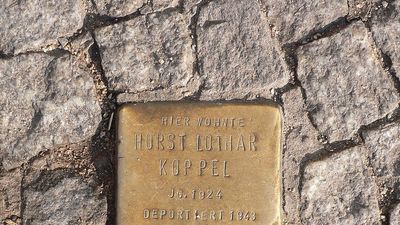 HIER WOHNTE
HORST LOTHAR
KOPPEL
JG. 1924
DEPORTIERT 1943